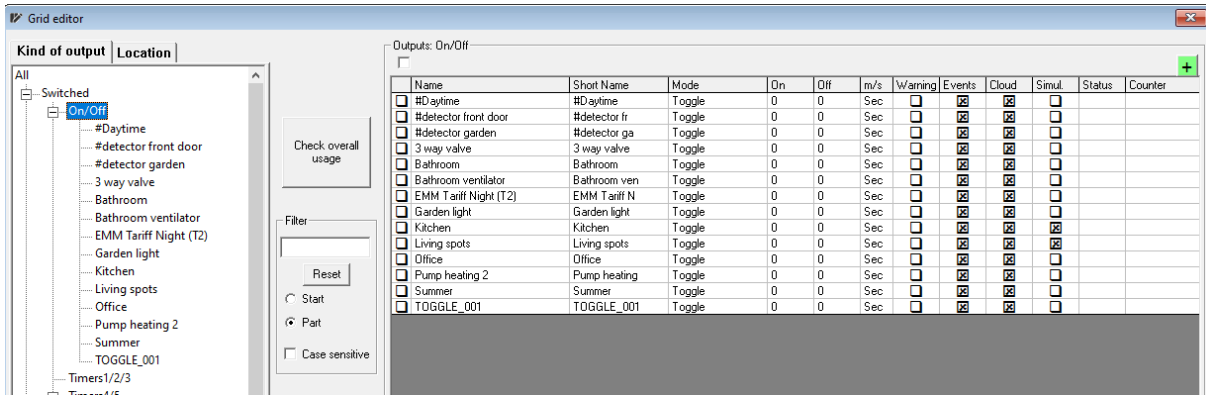 Grid editor
Kind of output Location
All
Switched
On/Off
#Daytime
#detector front door
#detector garden
3 way valve
Bathroom
Bathroom ventilator
EMM Tariff Night (T2)
Garden light
Kitchen
Living spots
Office
Pump heating 2
Summer
TOGGLE_001
Timers1/2/3
Timers4/5
Check overall
usage
Filter
Reset
Start
Part
Case sensitive
Outputs: On/Off
+
Name Short Name Mode On Off m/s Warning Events Cloud Simul. Status Counter
#Daytime #Daytime Toggle 0 0 Sec
#detector front door #detector fr Toggle 0 0 Sec
#detector garden #detector ga Toggle 0 0 Sec
3 way valve 3 way valve Toggle 0 0 Sec
Bathroom Bathroom Toggle 0 0 Sec
Bathroom ventilator Bathroom ven Toggle 0 0 Sec
EMM Tariff Night (T2) EMM Tariff N Toggle 0 0 Sec
Garden light Garden light Toggle 0 0 Sec
Kitchen Kitchen Toggle 0 0 Sec
Living spots Living spots Toggle 0 0 Sec
Office Office Toggle 0 0 Sec
Pump heating 2 Pump heating Toggle 0 0 Sec
Summer Summer Toggle 0 0 Sec
TOGGLE_001 TOGGLE_001 Toggle 0 0 Sec